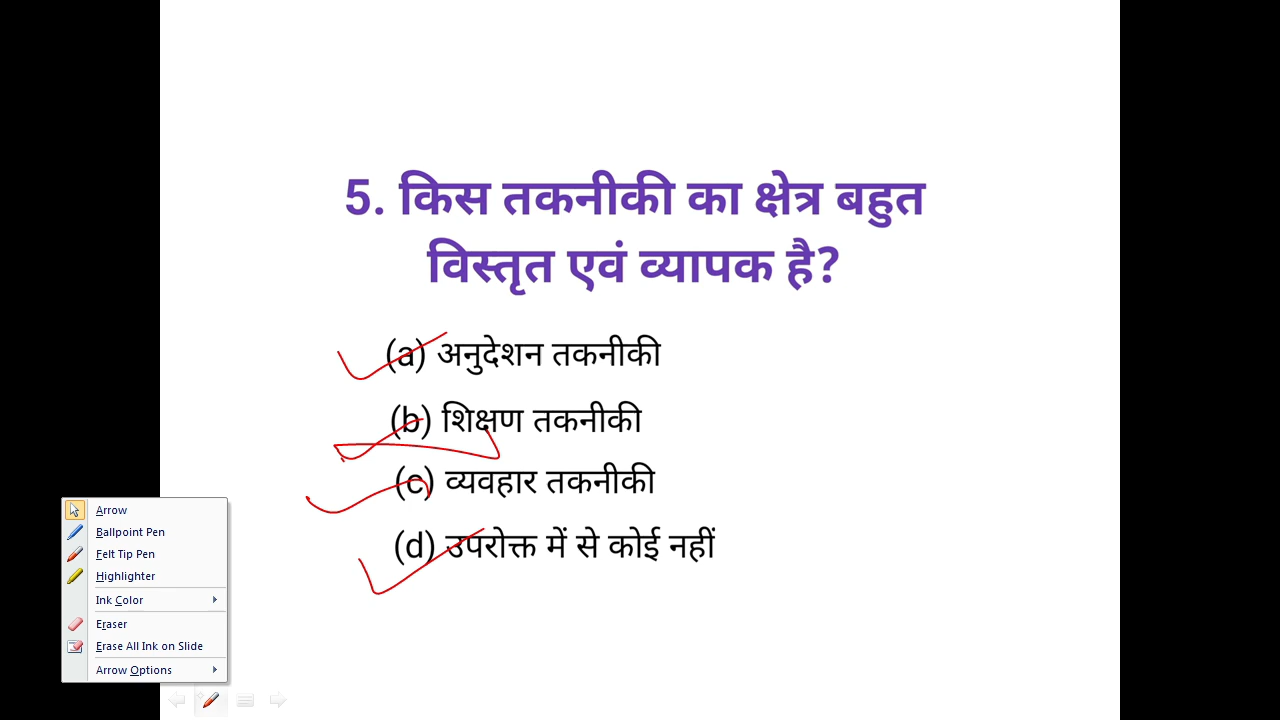 5. किस तकनीकी का क्षेत्र बहुत
विस्तृत एवं व्यापक है?
(a) अनुदेशन तकनीकी
(b) शिक्षण तकनीकी
(c) व्यवहार तकनीकी
(d) उपरोक्त में से कोई नहीं
Arrow
Ballpoint Pen
Felt Tip Pen
Highlighter
Ink Color
Eraser
Erase All Ink on Slide
Arrow Options